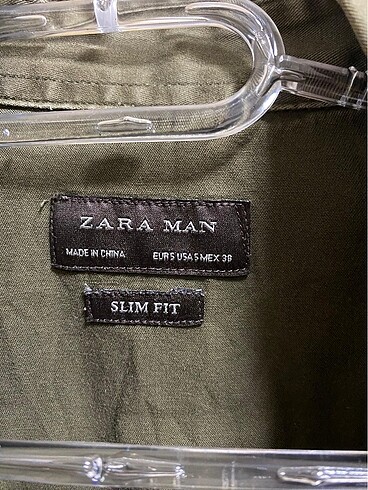 ZARA MAN
MADE IN CHINA EUR S USA S MEX 38
SLIM FIT